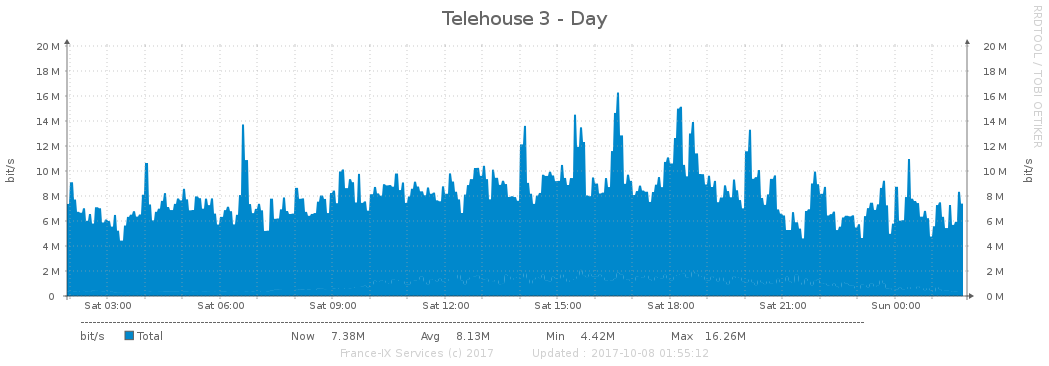 Telehouse 3 - Day
RRDTOOL / TOBI OETIKER
bit/s
20 M 20 M
18 M 18 M
16 M 16 M
14 M 14 M
12 M 12 M
10 M 10 M
8 M 8 M
6 M 6 M
4 M 4 M
2 M 2 M
0 0 M
bit/s
Sat 03:00 Sat 06:00 Sat 09:00 Sat 12:00 Sat 15:00 Sat 18:00 Sat 21:00 Sun 00:00
bit/s Total Now 7.38M Avg 8.13M Min 4.42M Max 16.26M
France-IX Services (c) 2017 Updated : 2017-10-08 01:55:12